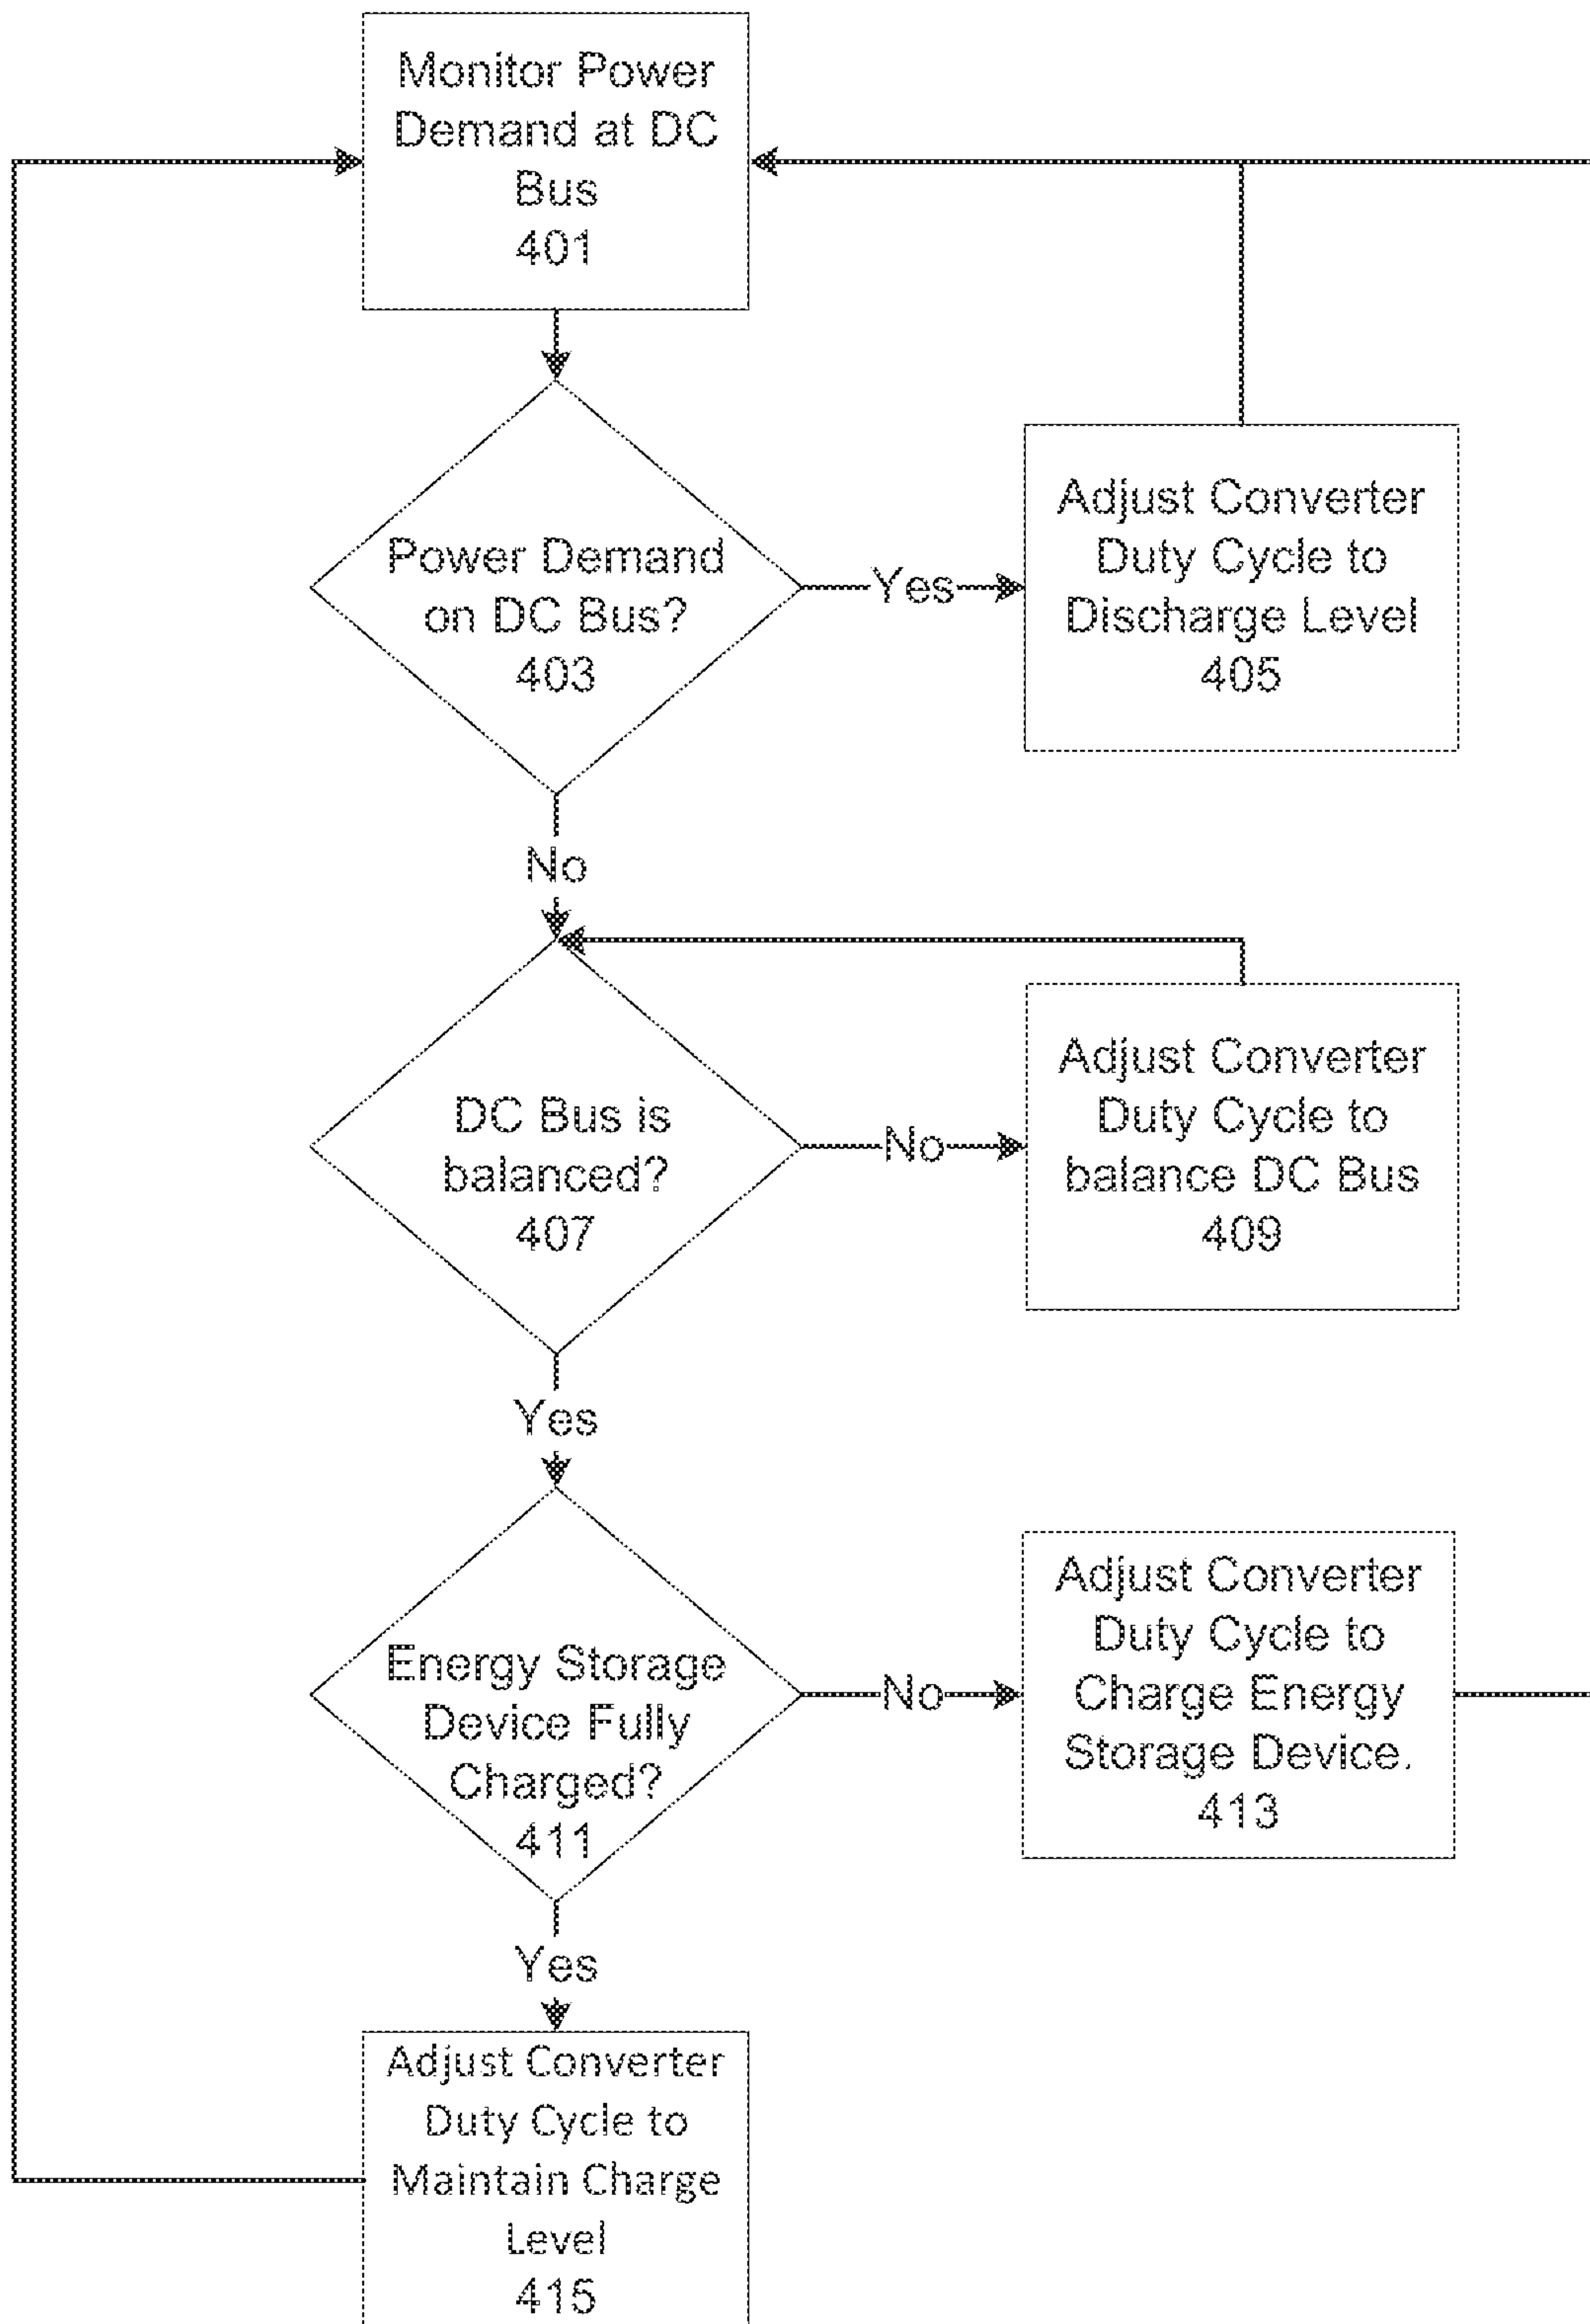 Monitor Power
Demand at DC
Bus
401
Power Demand
on DC Bus?
403
Yes
Adjust Converter
Duty Cycle to
Discharge Level
405
No
DC Bus is
balanced?
407
No
Adjust Converter
Duty Cycle to
balance DC Bus
409
Yes
Energy Storage
Device Fully
Charged?
411
No
Adjust Converter
Duty Cycle to
Charge Energy
Storage Device.
413
Yes
Adjust Converter
Duty Cycle to
Maintain Charge
Level
415